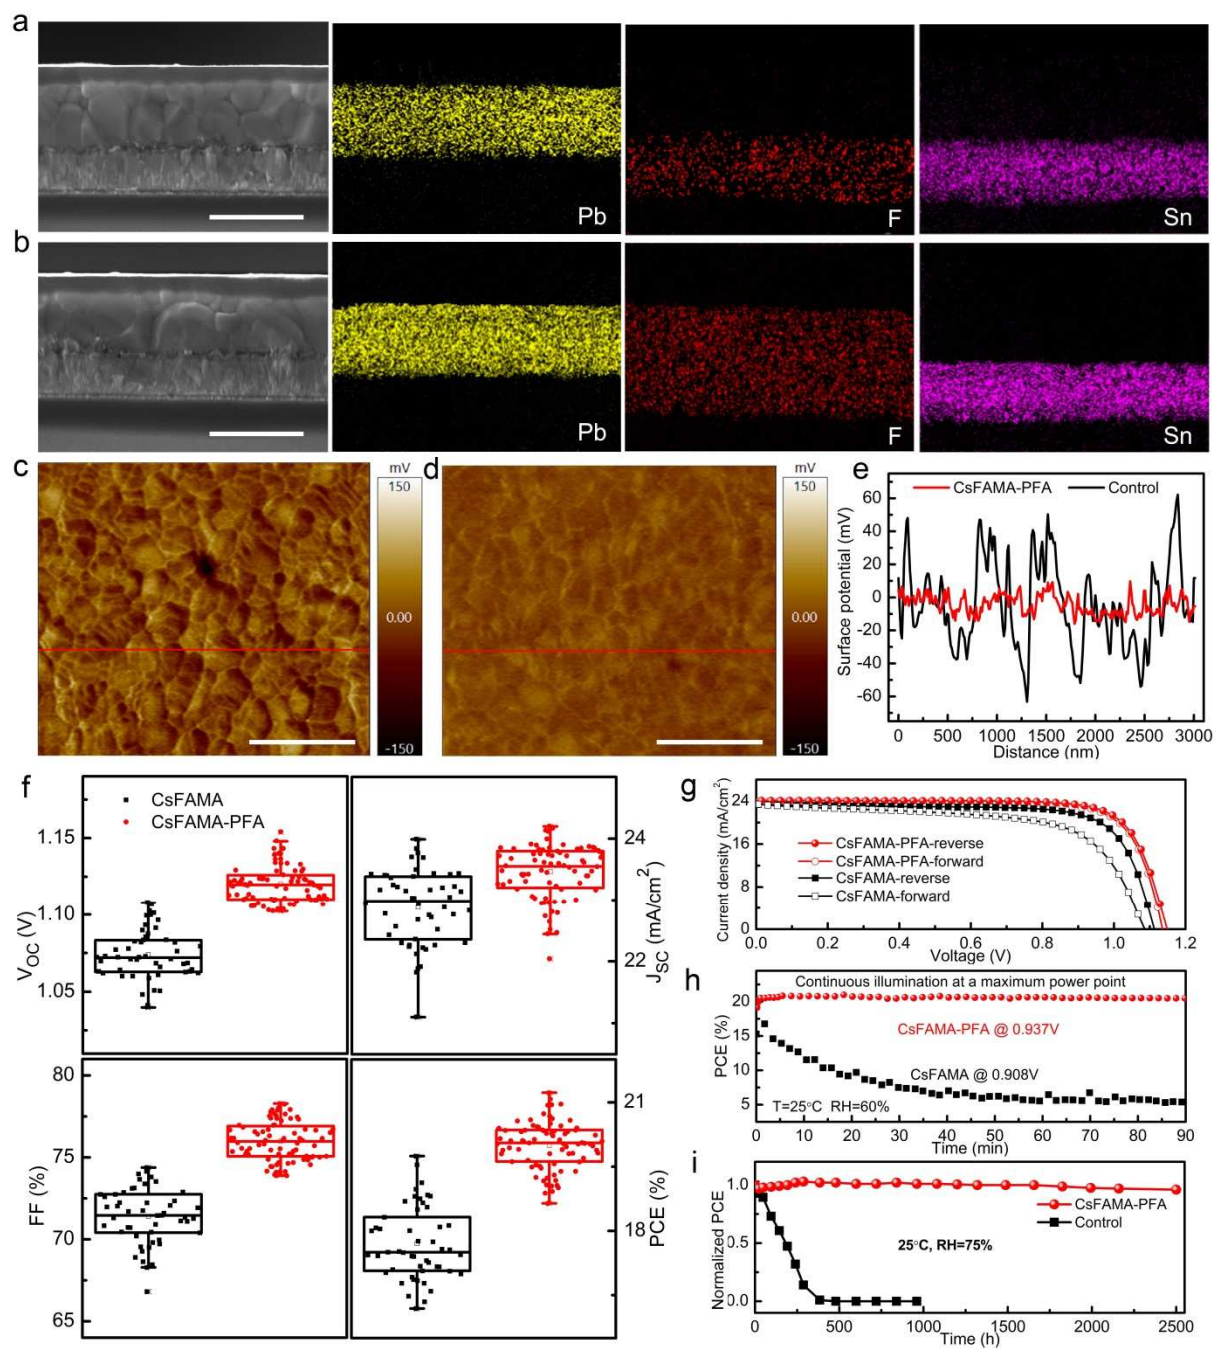 a
Pb
F
Sn
b
Pb
F
Sn
c
mV
150
0.00
-150
d
mV
150
0.00
-150
e
CsFAMA-PFA
Control
Surface potential (mV)
60
40
20
0
-20
-40
-60
0 500 1000 1500 2000 2500 3000
Distance (nm)
f
CsFAMA
CsFAMA-PFA
V_OC (V)
1.15
1.10
1.05
24
22
J_SC (mA/cm²)
FF (%)
80
75
70
65
21
18
PCE (%)
g
Current density (mA/cm²)
24
16
8
0
CsFAMA-PFA-reverse
CsFAMA-PFA-forward
CsFAMA-reverse
CsFAMA-forward
0.0 0.2 0.4 0.6 0.8 1.0 1.2
Voltage (V)
h
Continuous illumination at a maximum power point
PCE (%)
20
15
10
5
CsFAMA-PFA @ 0.937V
CsFAMA @ 0.908V
T=25°C RH=60%
0 10 20 30 40 50 60 70 80 90
Time (min)
i
Normalized PCE
1.0
0.5
0.0
CsFAMA-PFA
Control
25°C, RH=75%
0 500 1000 1500 2000 2500
Time (h)